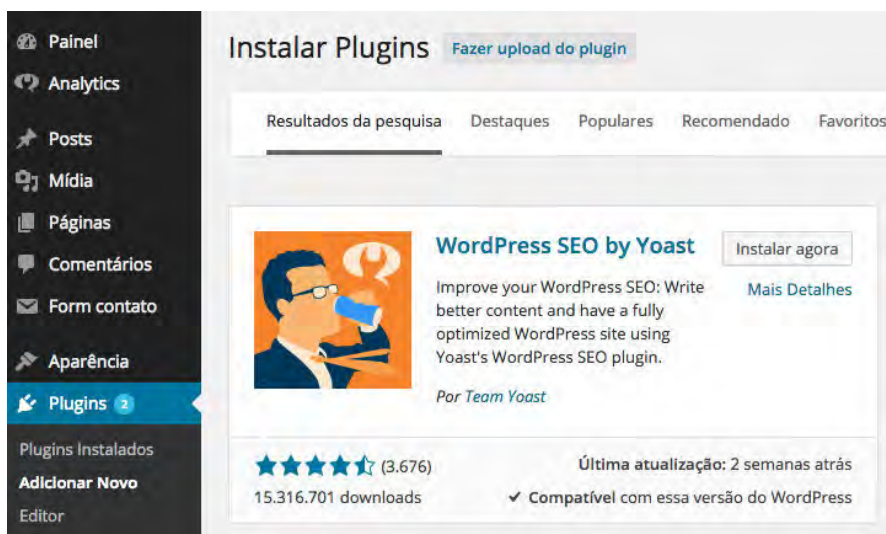 Painel
Analytics
Posts
Mídia
Páginas
Comentários
Form contato
Aparência
Plugins 2
Plugins Instalados
Adicionar Novo
Editor
Instalar Plugins Fazer upload do plugin
Resultados da pesquisa Destaques Populares Recomendado Favoritos
WordPress SEO by Yoast Instalar agora
Improve your WordPress SEO: Write Mais Detalhes
better content and have a fully
optimized WordPress site using
Yoast's WordPress SEO plugin.
Por Team Yoast
(3.676) Última atualização: 2 semanas atrás
15.316.701 downloads ✔ Compatível com essa versão do WordPress